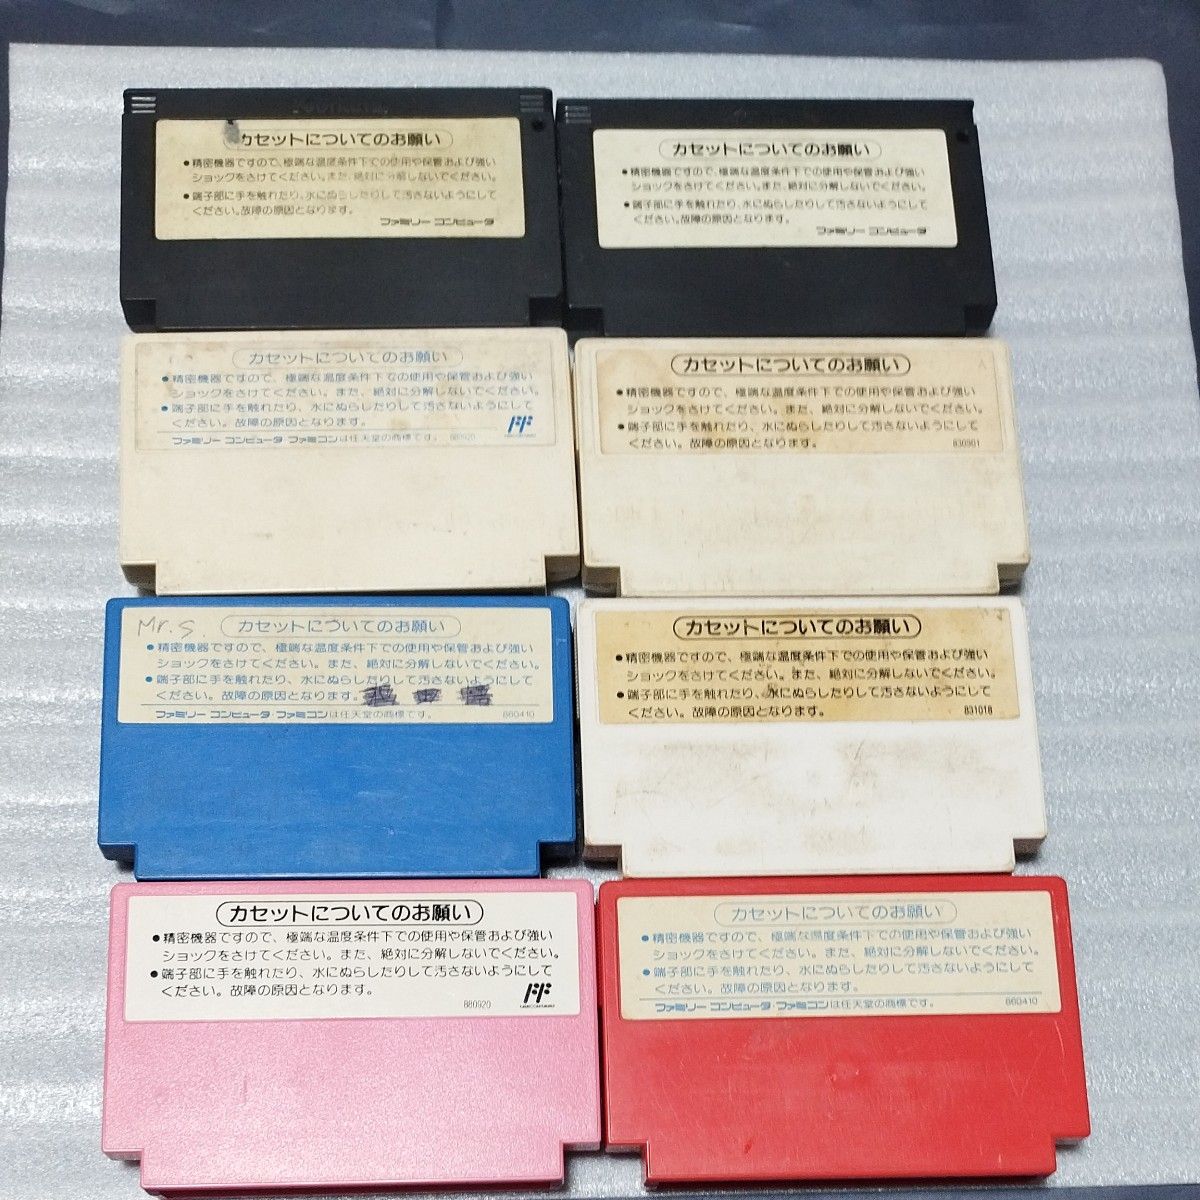 カセットについてのお願い
●精密機器ですので、極端な温度条件下での使用や保管および強い
ショックをさけてください。また、絶対に分解しないでください。
●端子部に手を触れたり、水にぬらしたりして汚さないようにして
ください。故障の原因となります。
ファミリー コンピュータ
カセットについてのお願い
●精密機器ですので、極端な温度条件下での使用や保管および強い
ショックをさけてください。また、絶対に分解しないでください。
●端子部に手を触れたり、水にぬらしたりして汚さないようにして
ください。故障の原因となります。
ファミリー コンピュータ
カセットについてのお願い
●精密機器ですので、極端な温度条件下での使用や保管および強い
ショックをさけてください。また、絶対に分解しないでください。
●端子部に手を触れたり、水にぬらしたりして汚さないようにして
ください。故障の原因となります。
FF
ファミリー コンピュータ・ファミコンは任天堂の商標です。 880920
カセットについてのお願い
●精密機器ですので、極端な温度条件下での使用や保管および強い
ショックをさけてください。また、絶対に分解しないでください。
●端子部に手を触れたり、水にぬらしたりして汚さないようにして
ください。故障の原因となります。 830901
Mr.S. カセットについてのお願い
●精密機器ですので、極端な温度条件下での使用や保管および強い
ショックをさけてください。また、絶対に分解しないでください。
●端子部に手を触れたり、水にぬらしたりして汚さないようにして
ください。故障の原因となります。
ファミリー コンピュータ・ファミコンは任天堂の商標です。 860410
カセットについてのお願い
●精密機器ですので、極端な温度条件下での使用や保管および強い
ショックをさけてください。また、絶対に分解しないでください。
●端子部に手を触れたり、水にぬらしたりして汚さないようにして
ください。故障の原因となります。 831018
カセットについてのお願い
●精密機器ですので、極端な温度条件下での使用や保管および強い
ショックをさけてください。また、絶対に分解しないでください。
●端子部に手を触れたり、水にぬらしたりして汚さないようにして
ください。故障の原因となります。
880920 FF
カセットについてのお願い
●精密機器ですので、極端な温度条件下での使用や保管および強い
ショックをさけてください。また、絶対に分解しないでください。
●端子部に手を触れたり、水にぬらしたりして汚さないようにして
ください。故障の原因となります。
ファミリー コンピュータ・ファミコンは任天堂の商標です。 860410